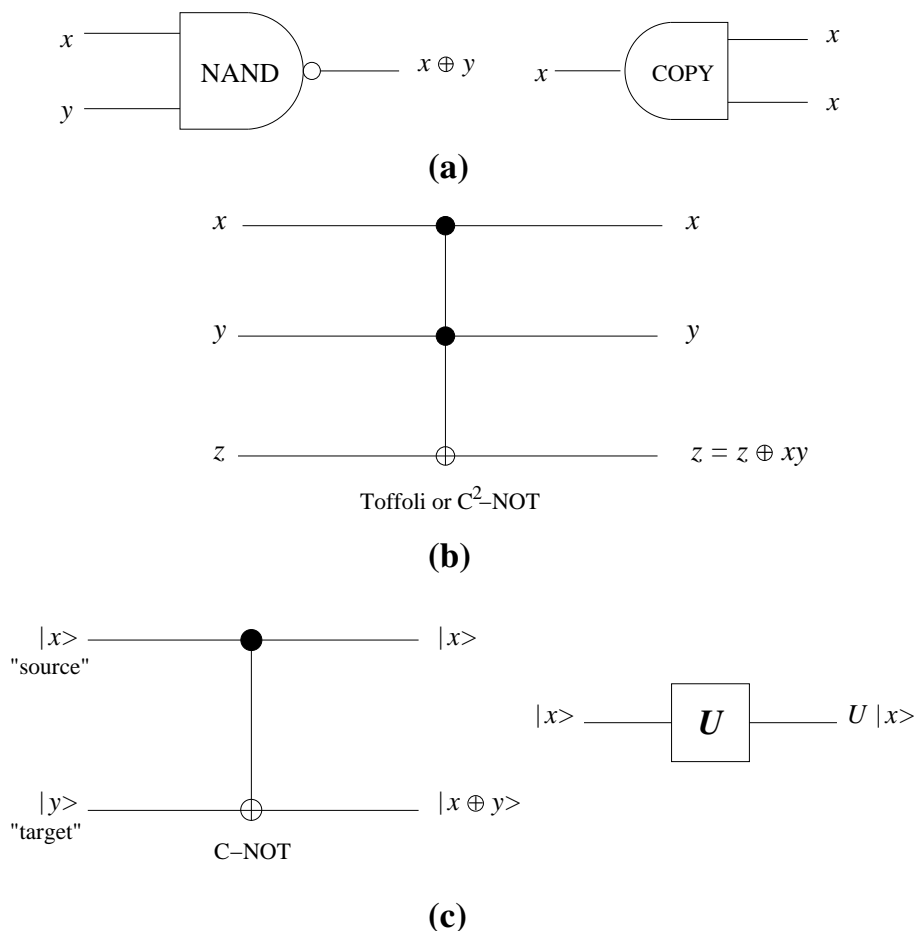 x
y
NAND
x ⊕ y
x
COPY
x
x
(a)
x
x
y
y
z
z = z ⊕ xy
Toffoli or C²–NOT
(b)
|x>
"source"
|x>
|y>
"target"
|x ⊕ y>
C–NOT
|x>
U
U |x>
(c)